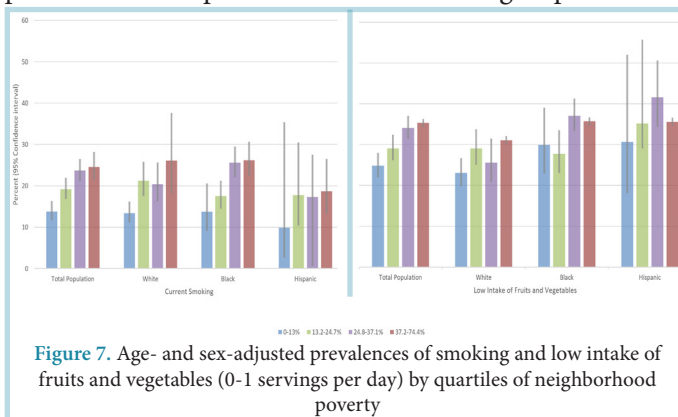 60
50
40
30
20
10
0
Percent (95% Confidence interval)
Total Population White Black Hispanic
Current Smoking
Total Population White Black Hispanic
Low Intake of Fruits and Vegetables
0-13% 13.2-24.7% 24.8-37.1% 37.2-74.4%
Figure 7. Age- and sex-adjusted prevalences of smoking and low intake of
fruits and vegetables (0-1 servings per day) by quartiles of neighborhood
poverty